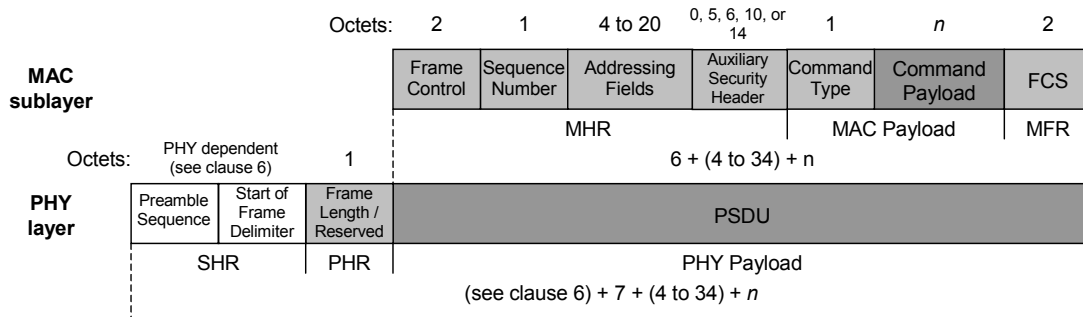 Octets: 2 1 4 to 20 0, 5, 6, 10, or 14 1 n 2
MAC sublayer
Frame Control
Sequence Number
Addressing Fields
Auxiliary Security Header
Command Type
Command Payload
FCS
MHR
MAC Payload
MFR
Octets:
PHY dependent
(see clause 6)
1
6 + (4 to 34) + n
PHY layer
Preamble Sequence
Start of Frame Delimiter
Frame Length / Reserved
PSDU
SHR
PHR
PHY Payload
(see clause 6) + 7 + (4 to 34) + n